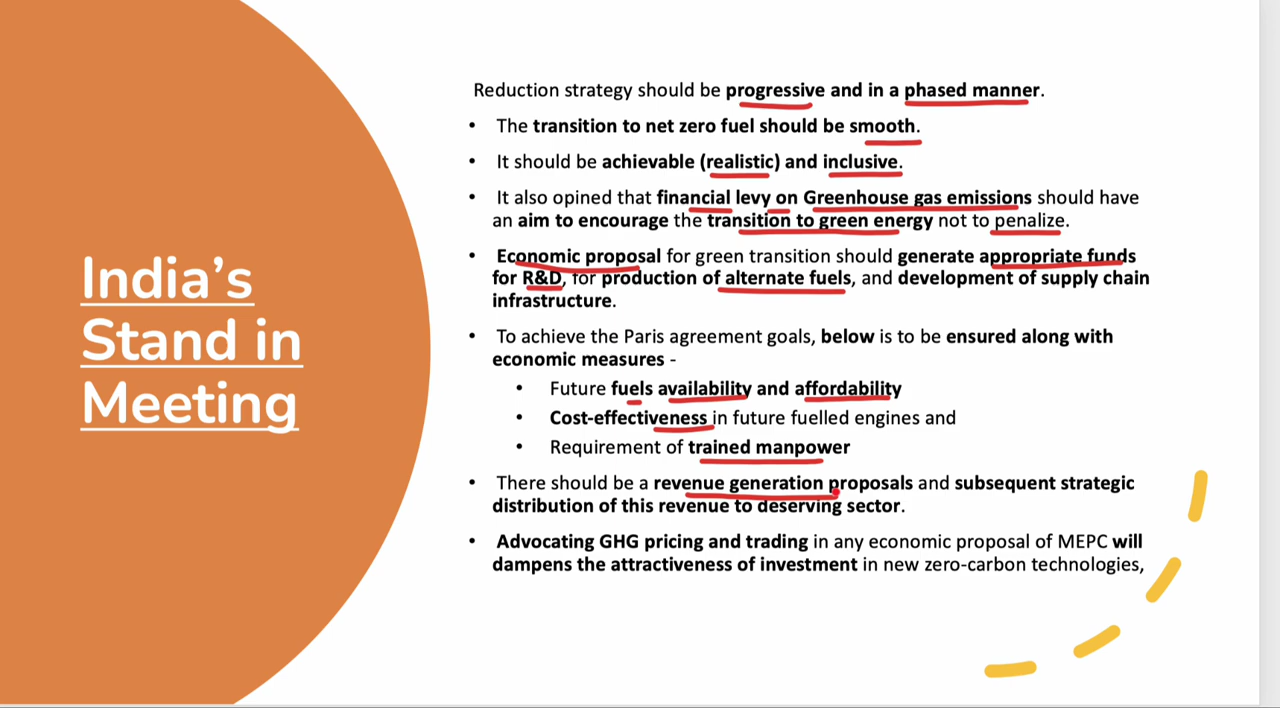 India's
Stand in
Meeting
Reduction strategy should be progressive and in a phased manner.
• The transition to net zero fuel should be smooth.
• It should be achievable (realistic) and inclusive.
• It also opined that financial levy on Greenhouse gas emissions should have
an aim to encourage the transition to green energy not to penalize.
• Economic proposal for green transition should generate appropriate funds
for R&D, for production of alternate fuels, and development of supply chain
infrastructure.
• To achieve the Paris agreement goals, below is to be ensured along with
economic measures -
• Future fuels availability and affordability
• Cost-effectiveness in future fuelled engines and
• Requirement of trained manpower
• There should be a revenue generation proposals and subsequent strategic
distribution of this revenue to deserving sector.
• Advocating GHG pricing and trading in any economic proposal of MEPC will
dampens the attractiveness of investment in new zero-carbon technologies,